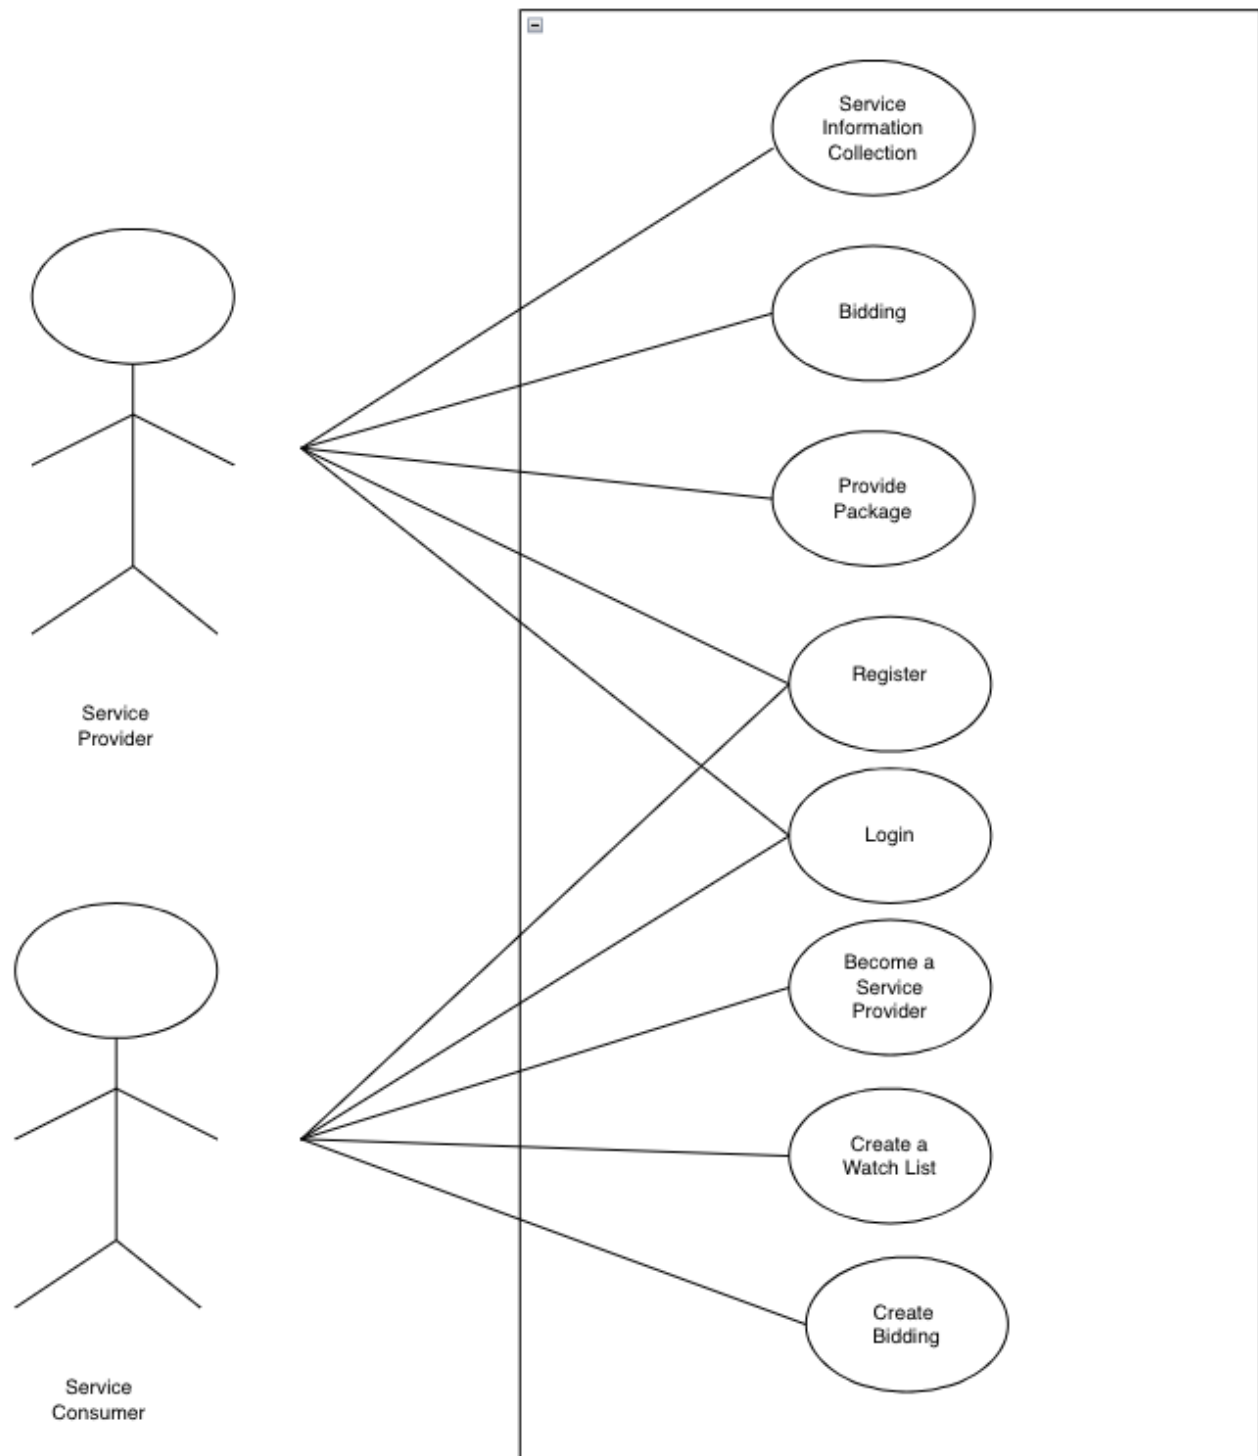 Service
Information
Collection
Bidding
Provide
Package
Register
Service
Provider
Login
Become a
Service
Provider
Create a
Watch List
Create
Bidding
Service
Consumer